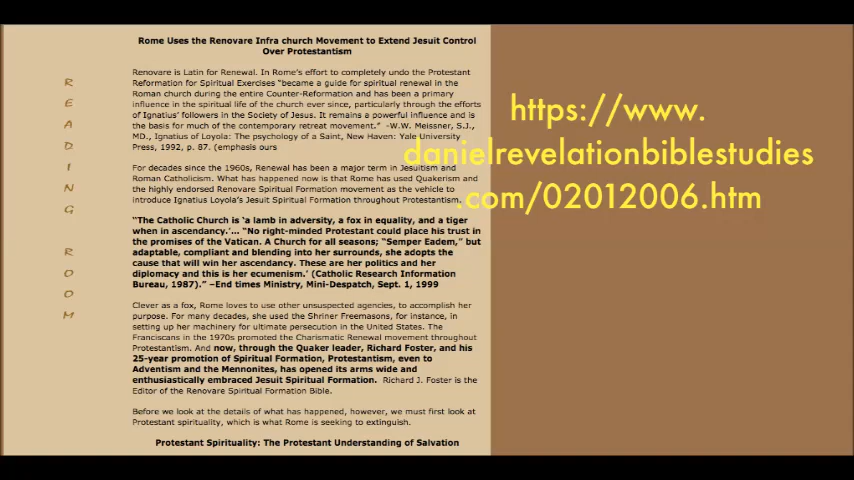 Rome Uses the Renovare Infra church Movement to Extend Jesuit Control
Over Protestantism
Renovare is Latin for Renewal. In Rome's effort to completely undo the Protestant
Reformation for Spiritual Exercises "became a guide for spiritual renewal in the
Roman church during the entire Counter-Reformation and has been a primary
influence in the spiritual life of the church ever since, particularly through the efforts
of Ignatius' followers in the Society of Jesus. It remains a powerful influence and is
the basis for much of the contemporary retreat movement." -W.W. Meissner, S.J.,
MD., Ignatius of Loyola: The psychology of a Saint, New Haven: Yale University
Press, 1992, p. 87. (emphasis ours
For decades since the 1960s, Renewal has been a major term in Jesuitism and
Roman Catholicism. What has happened now is that Rome has used Quakerism and
the highly endorsed Renovare Spiritual Formation movement as the vehicle to
introduce Ignatius Loyola's Jesuit Spiritual Formation throughout Protestantism.
"The Catholic Church is 'a lamb in adversity, a fox in equality, and a tiger
when in ascendancy.'... "No right-minded Protestant could place his trust in
the promises of the Vatican. A Church for all seasons; "Semper Eadem," but
adaptable, compliant and blending into her surrounds, she adopts the
cause that will win her ascendancy. These are her politics and her
diplomacy and this is her ecumenism.' (Catholic Research Information
Bureau, 1987)." –End times Ministry, Mini-Despatch, Sept. 1, 1999
Clever as a fox, Rome loves to use other unsuspected agencies, to accomplish her
purpose. For many decades, she used the Shriner Freemasons, for instance, in
setting up her machinery for ultimate persecution in the United States. The
Franciscans in the 1970s promoted the Charismatic Renewal movement throughout
Protestantism. And now, through the Quaker leader, Richard Foster, and his
25-year promotion of Spiritual Formation, Protestantism, even to
Adventism and the Mennonites, has opened its arms wide and
enthusiastically embraced Jesuit Spiritual Formation. Richard J. Foster is the
Editor of the Renovare Spiritual Formation Bible.
Before we look at the details of what has happened, however, we must first look at
Protestant spirituality, which is what Rome is seeking to extinguish.
Protestant Spirituality: The Protestant Understanding of Salvation
READING ROOM
https://www.
danielrevelationbiblestudies
.com/02012006.htm